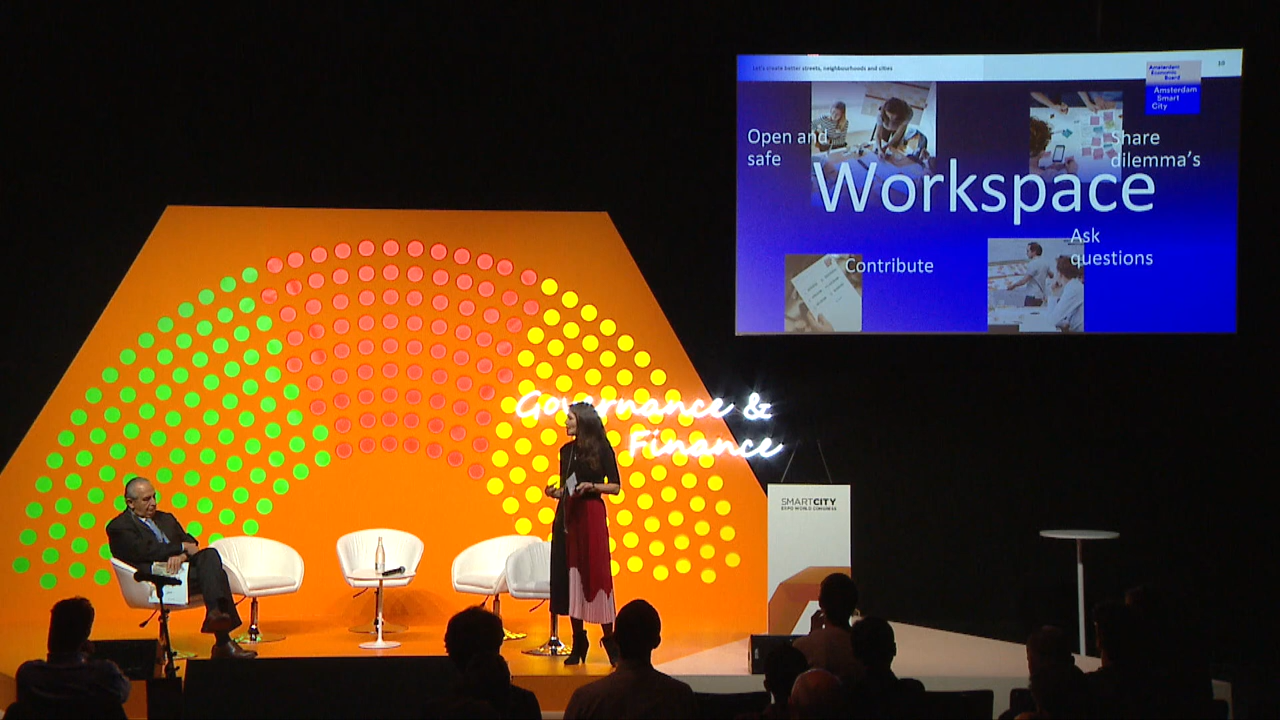 Let's create better streets, neighbourhoods and cities
10
Amsterdam
Economic
Board
Amsterdam
Smart
City
Open and
safe
Share
dilemma's
Workspace
Contribute
Ask
questions
Governance &
Finance
SMARTCITY
EXPO WORLD CONGRESS